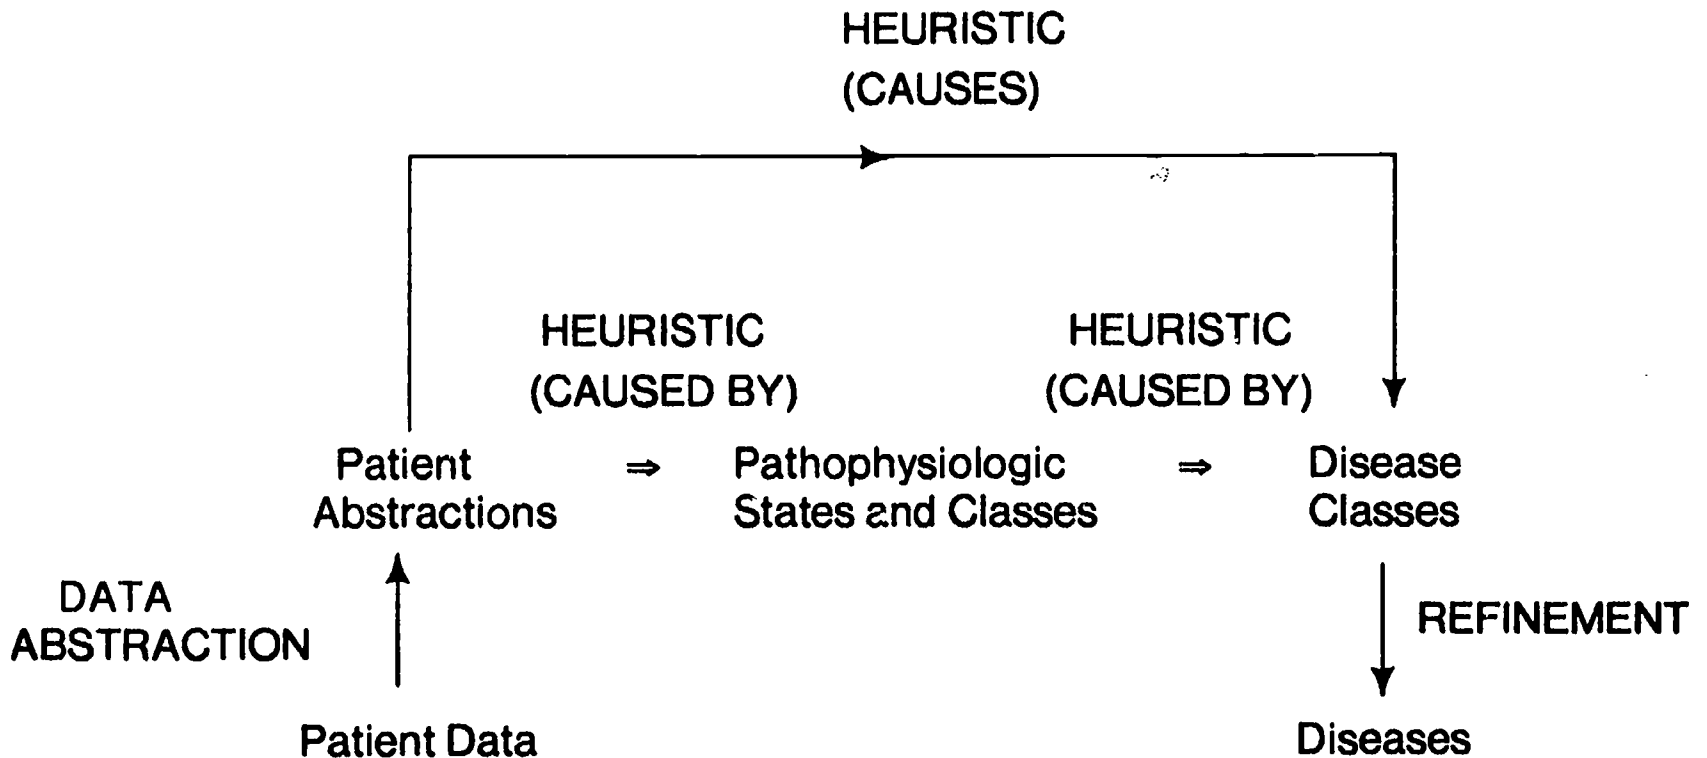 HEURISTIC
(CAUSES)
HEURISTIC
(CAUSED BY)
HEURISTIC
(CAUSED BY)
Patient
Abstractions
⇒
Pathophysiologic
States and Classes
⇒
Disease
Classes
DATA
ABSTRACTION
REFINEMENT
Patient Data
Diseases